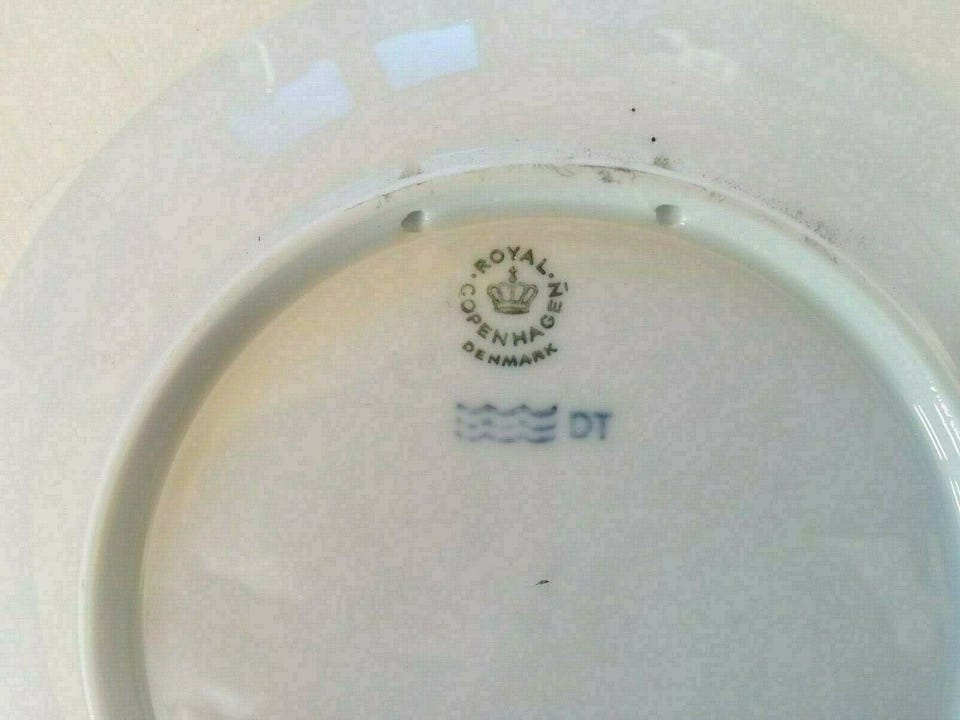 ROYAL
COPENHAGEN
DENMARK
DT